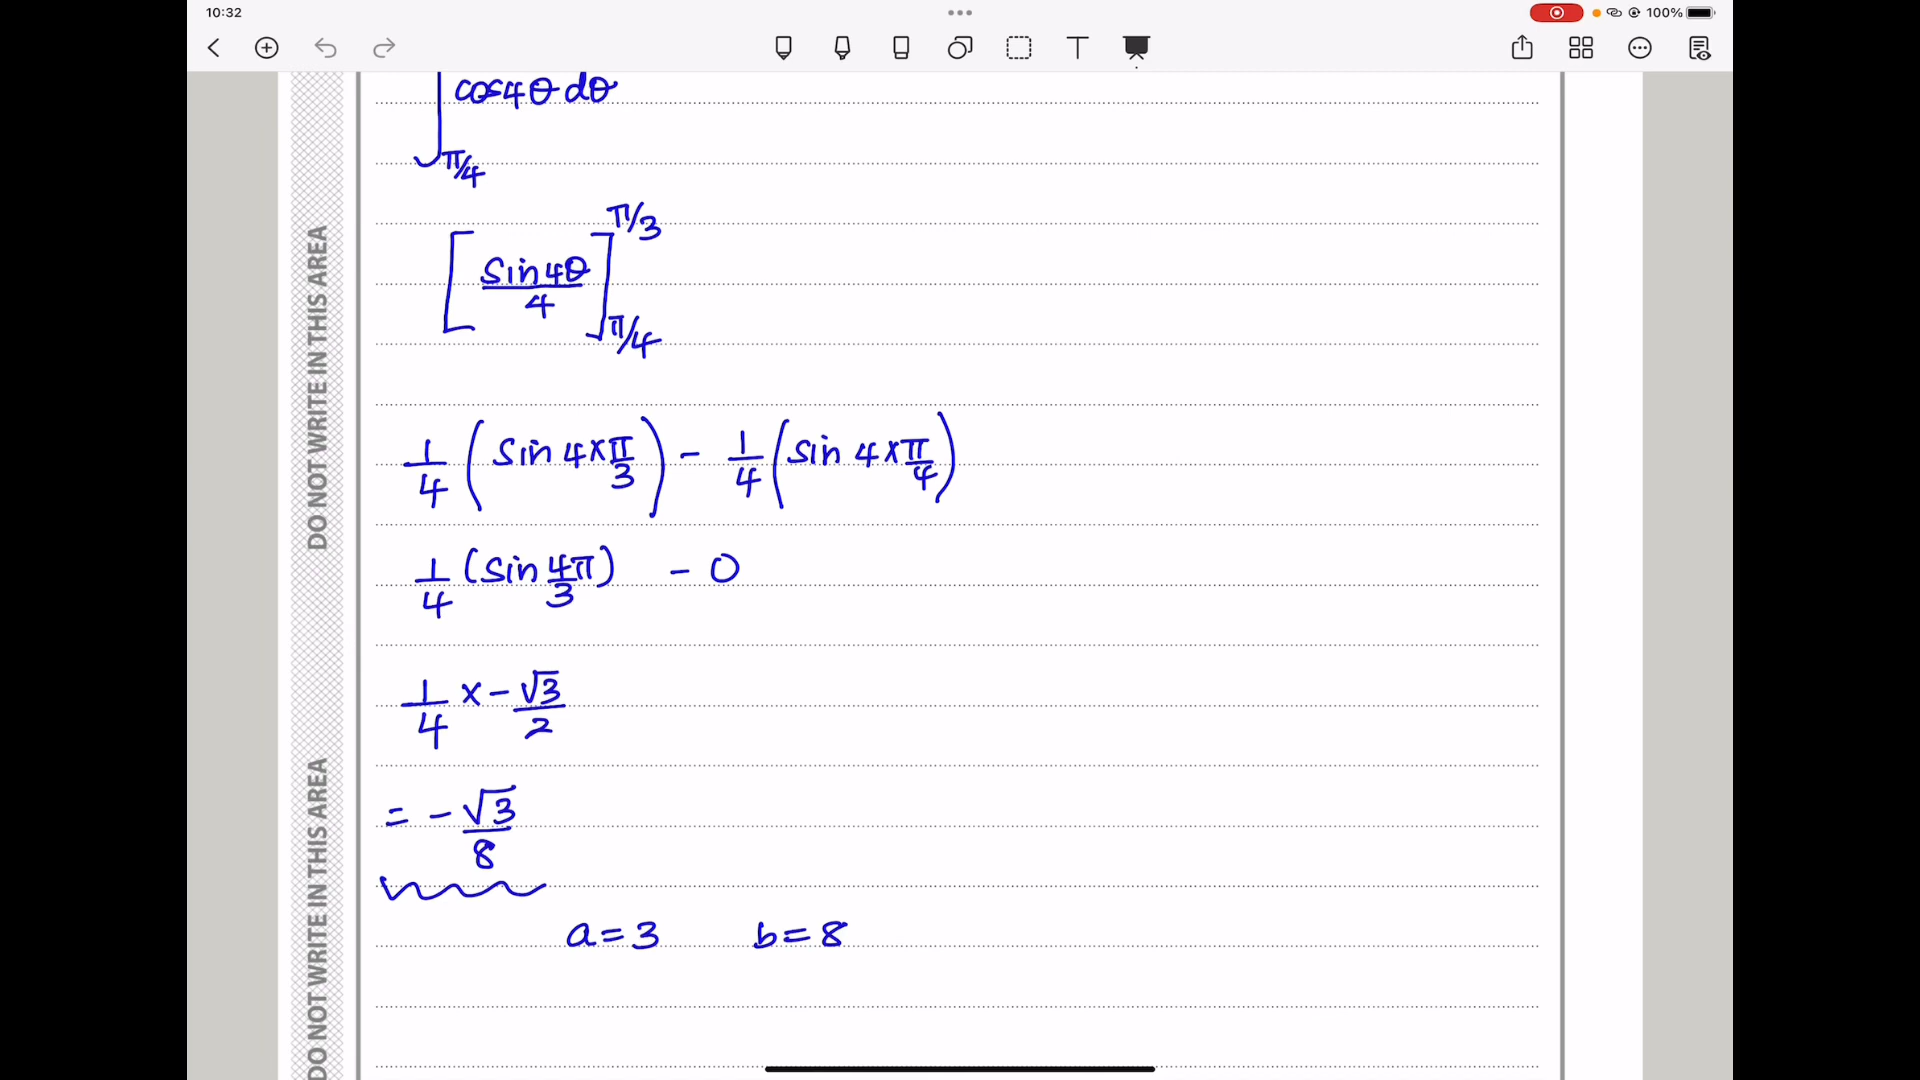 10:32
100%
cos4θ dθ
π/4
[sin4θ/4]
π/3
π/4
1/4 (sin 4×π/3) - 1/4 (sin 4×π/4)
1/4 (sin 4π/3) - 0
1/4 × - √3/2
= - √3/8
a=3 b=8
DO NOT WRITE IN THIS AREA
DO NOT WRITE IN THIS AREA